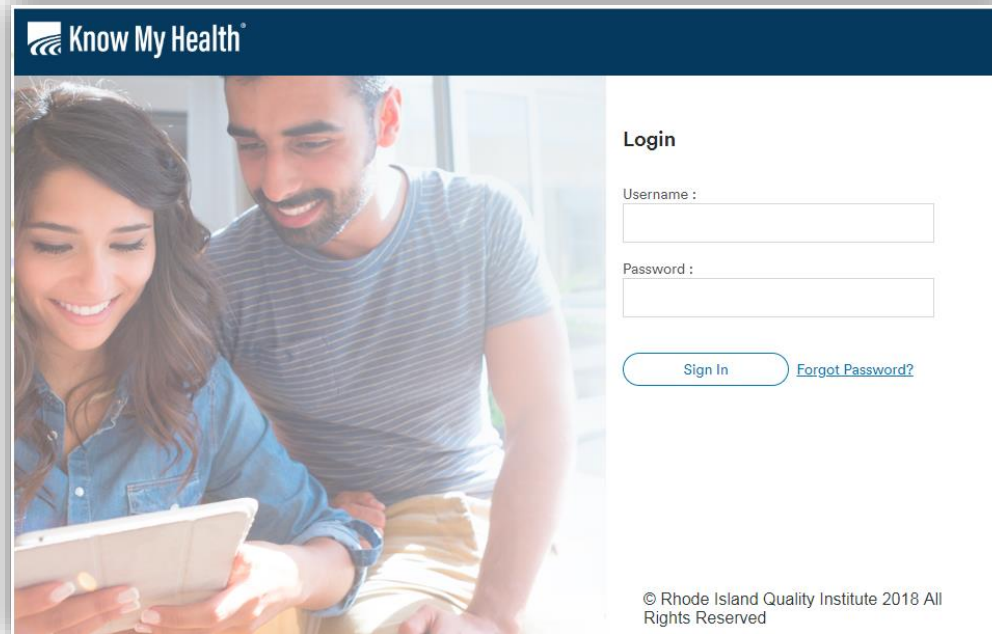 Know My Health®
Login
Username :
Password :
Sign In Forgot Password?
© Rhode Island Quality Institute 2018 All
Rights Reserved